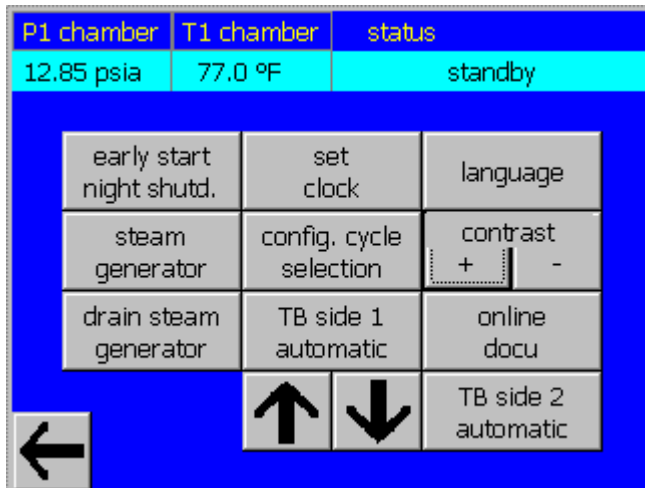 P1 chamber T1 chamber status
12.85 psia 77.0 ºF standby
early start
night shutd.
set
clock
language
steam
generator
config. cycle
selection
contrast
+ -
drain steam
generator
TB side 1
automatic
online
docu
TB side 2
automatic